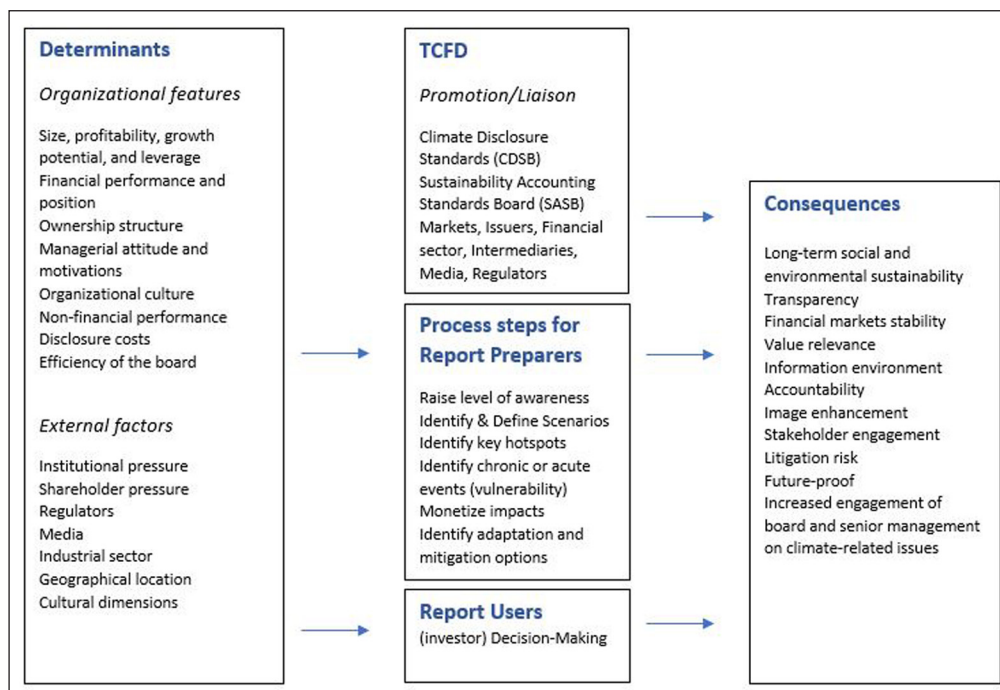 Determinants
Organizational features
Size, profitability, growth
potential, and leverage
Financial performance and
position
Ownership structure
Managerial attitude and
motivations
Organizational culture
Non-financial performance
Disclosure costs
Efficiency of the board
External factors
Institutional pressure
Shareholder pressure
Regulators
Media
Industrial sector
Geographical location
Cultural dimensions
TCFD
Promotion/Liaison
Climate Disclosure
Standards (CDSB)
Sustainability Accounting
Standards Board (SASB)
Markets, Issuers, Financial
sector, Intermediaries,
Media, Regulators
Process steps for
Report Preparers
Raise level of awareness
Identify & Define Scenarios
Identify key hotspots
Identify chronic or acute
events (vulnerability)
Monetize impacts
Identify adaptation and
mitigation options
Report Users
(investor) Decision-Making
Consequences
Long-term social and
environmental sustainability
Transparency
Financial markets stability
Value relevance
Information environment
Accountability
Image enhancement
Stakeholder engagement
Litigation risk
Future-proof
Increased engagement of
board and senior management
on climate-related issues